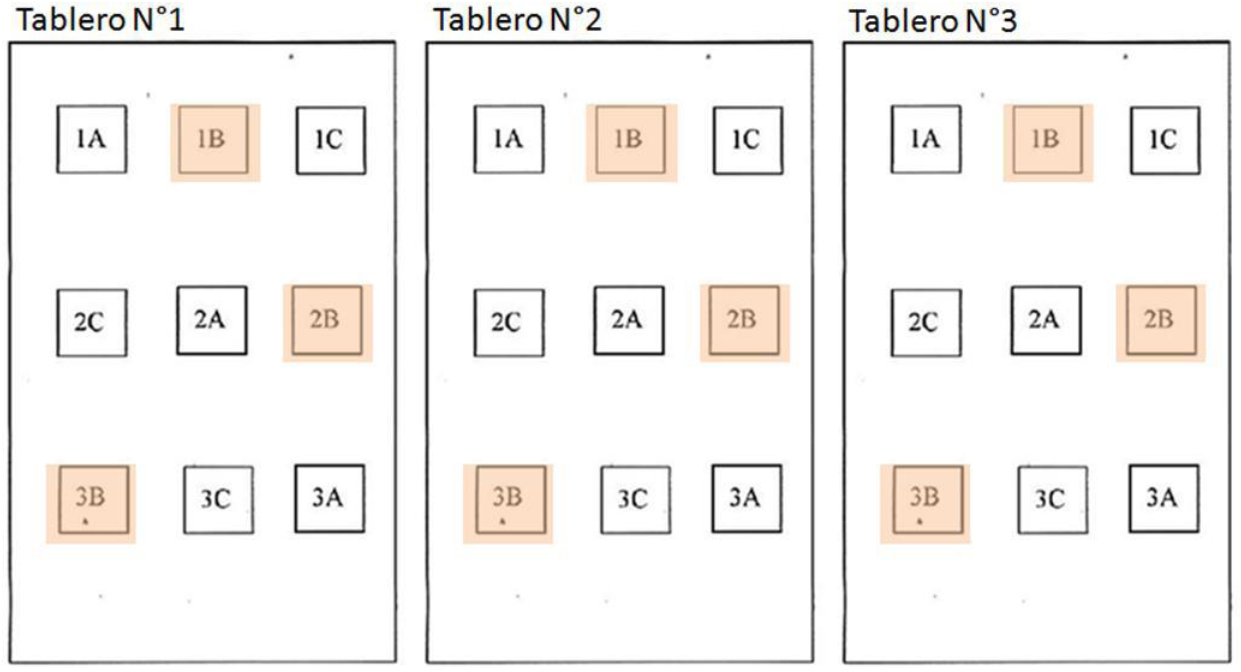 Tablero N°1 Tablero N°2 Tablero N°3
1A 1B 1C 1A 1B 1C 1A 1B 1C
2C 2A 2B 2C 2A 2B 2C 2A 2B
3B 3C 3A 3B 3C 3A 3B 3C 3A